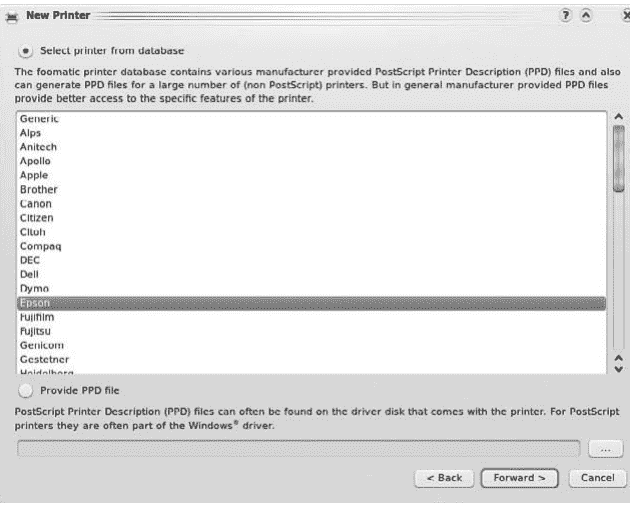 New Printer
Select printer from database
The foomatic printer database contains various manufacturer provided PostScript Printer Description (PPD) files and also
can generate PPD files for a large number of (non PostScript) printers. But in general manufacturer provided PPD files
provide better access to the specific features of the printer.
Generic
Alps
Anitech
Apollo
Apple
Brother
Canon
Citizen
Citoh
Compaq
DEC
Dell
Dymo
Epson
Fujifilm
Fujitsu
Genicom
Gestetner
Heidelberg
Provide PPD file
PostScript Printer Description (PPD) files can often be found on the driver disk that comes with the printer. For PostScript
printers they are often part of the Windows® driver.
...
< Back
Forward >
Cancel